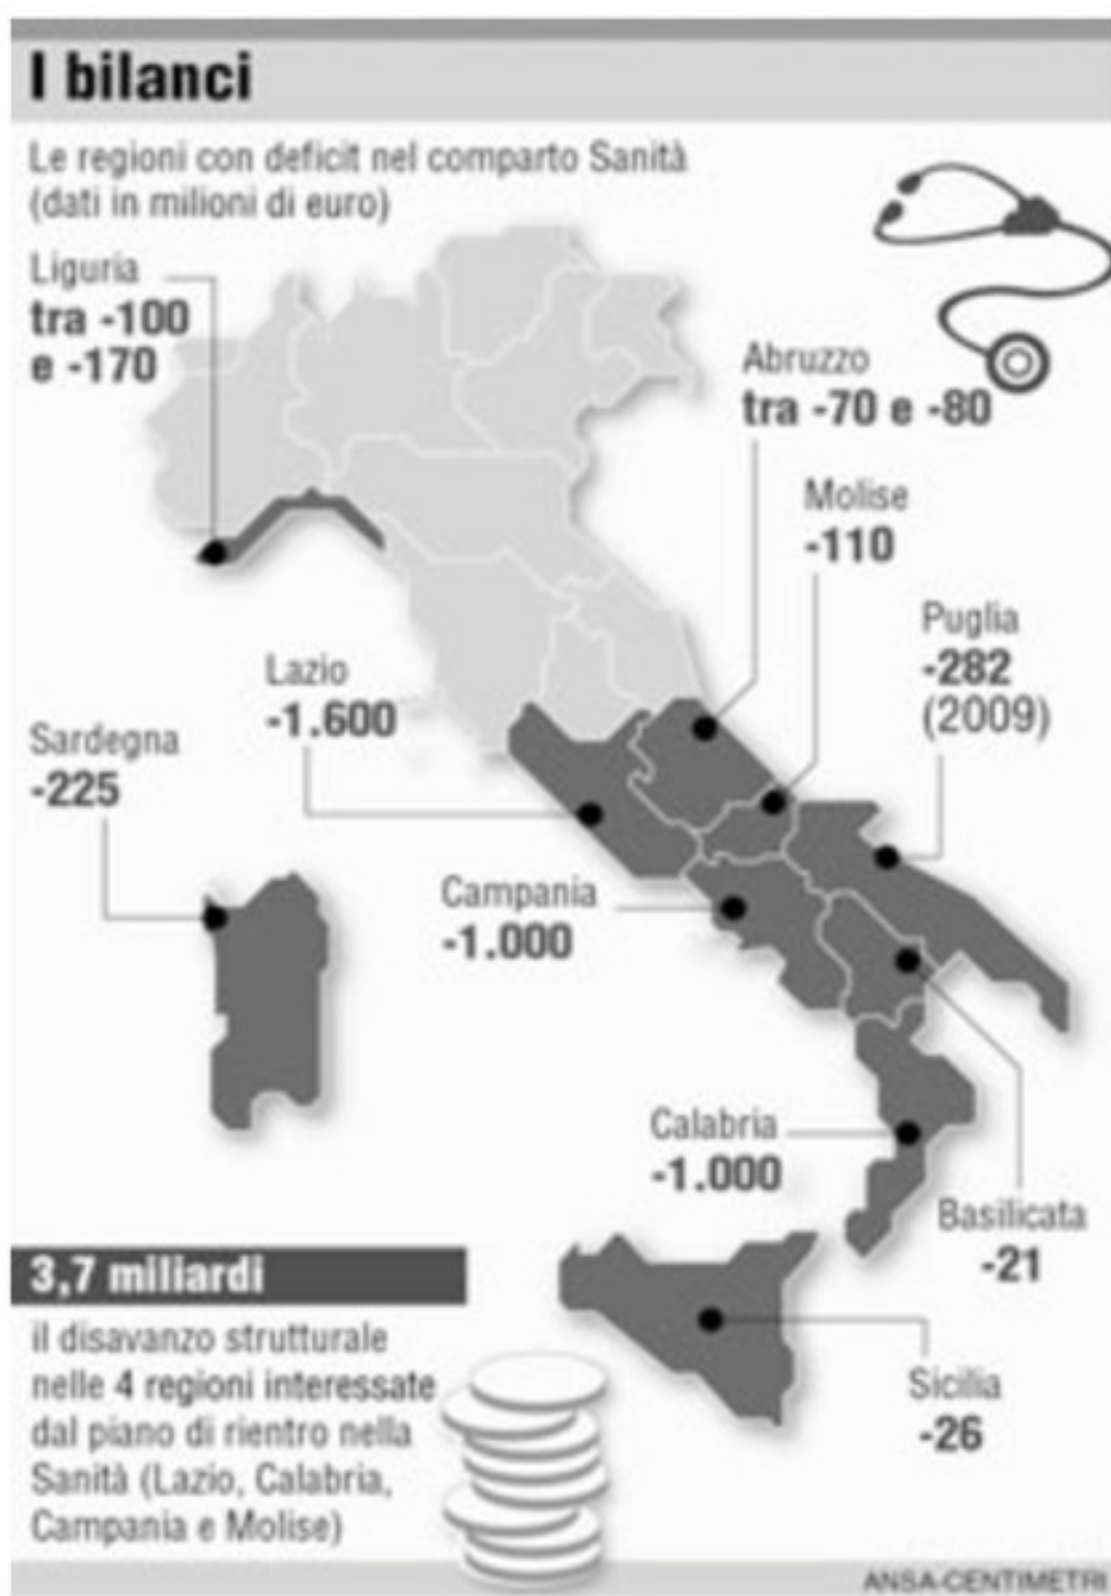 I bilanci
Le regioni con deficit nel comparto Sanità
(dati in milioni di euro)
Liguria
tra -100
e -170
Abruzzo
tra -70 e -80
Molise
-110
Puglia
-282
(2009)
Lazio
-1.600
Sardegna
-225
Campania
-1.000
Calabria
-1.000
Basilicata
-21
Sicilia
-26
3,7 miliardi
il disavanzo strutturale
nelle 4 regioni interessate
dal piano di rientro nella
Sanità (Lazio, Calabria,
Campania e Molise)
ANSA-CENTIMETRI